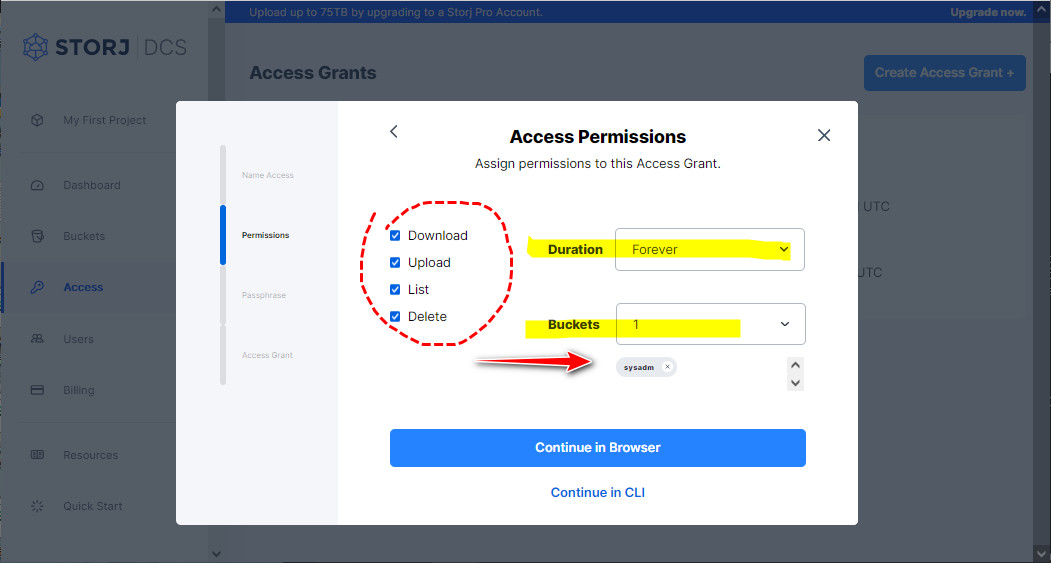 Upload up to 75TB by upgrading to a Storj Pro Account.
Upgrade now.
STORJ DCS
Access Grants
Create Access Grant +
My First Project
Dashboard
Buckets
Access
Users
Billing
Resources
Quick Start
UTC
UTC
Name Access
Permissions
Passphrase
Access Grant
Access Permissions
Assign permissions to this Access Grant.
Download
Upload
List
Delete
Duration Forever
Buckets 1
sysadm
Continue in Browser
Continue in CLI